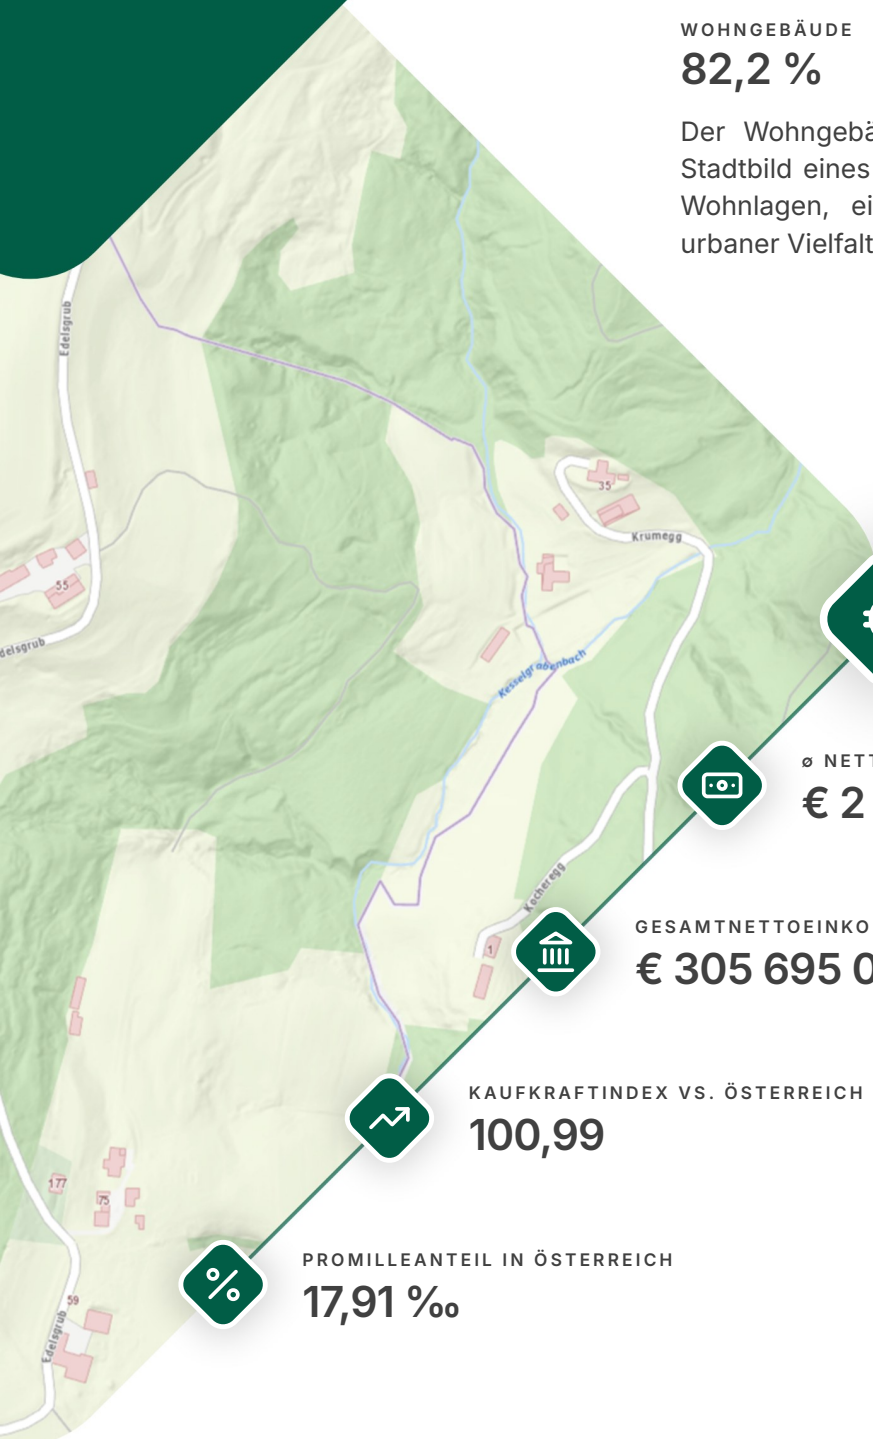 WOHNGEBÄUDE
82,2 %
Der Wohngebä
Stadtbild eines
Wohnlagen, ei
urbaner Vielfalt
Edelsgrub
35
Krumegg
55
delsgrub
Kesselgrabenbach
ø NETT
€ 2
Kocheregg
1
GESAMTNETTOEINKO
€ 305 695 0
KAUFKRAFTINDEX VS. ÖSTERREICH
100,99
177
75
PROMILLEANTEIL IN ÖSTERREICH
17,91 ‰
59
Edelsgrub